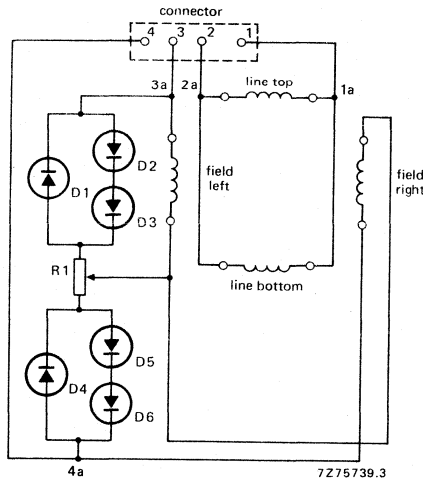 connector
4 3 2 1
3a 2a line top 1a
D2
D1
D3
field
left
field
right
R1
line bottom
D5
D4
D6
4a
7Z75739.3